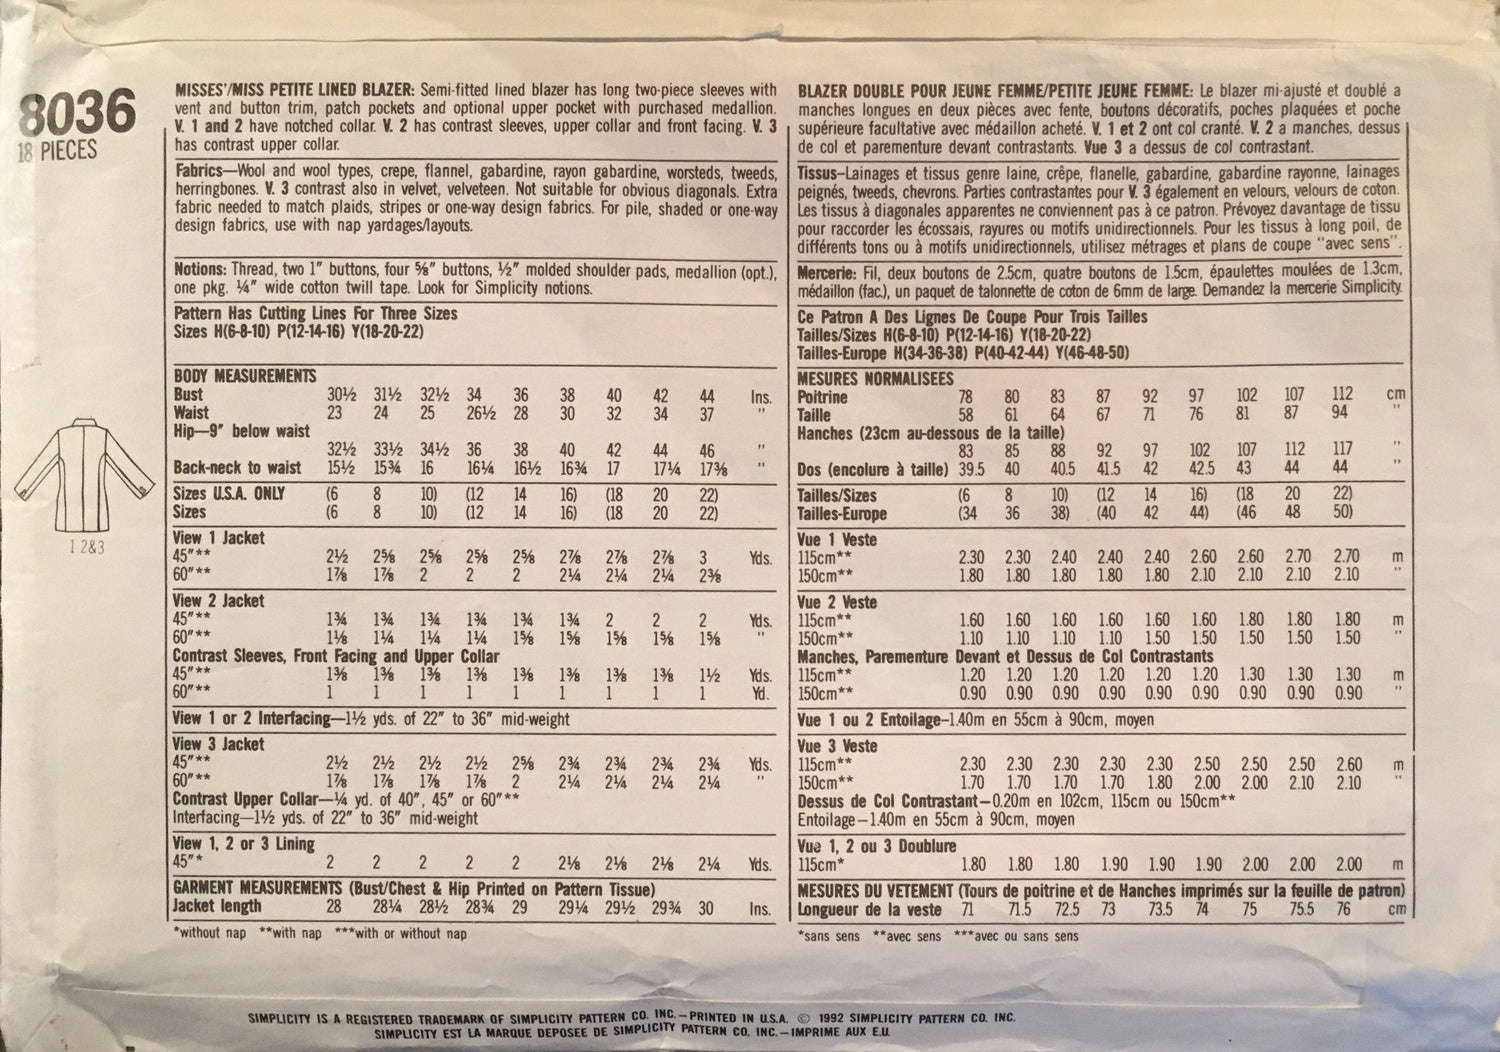 8036
18 PIECES
MISSES'/MISS PETITE LINED BLAZER: Semi-fitted lined blazer has long two-piece sleeves with
vent and button trim, patch pockets and optional upper pocket with purchased medallion.
V. 1 and 2 have notched collar. V. 2 has contrast sleeves, upper collar and front facing. V. 3
has contrast upper collar.
Fabrics—Wool and wool types, crepe, flannel, gabardine, rayon gabardine, worsteds, tweeds,
herringbones. V. 3 contrast also in velvet, velveteen. Not suitable for obvious diagonals. Extra
fabric needed to match plaids, stripes or one-way design fabrics. For pile, shaded or one-way
design fabrics, use with nap yardages/layouts.
Notions: Thread, two 1" buttons, four ⅝" buttons, ½" molded shoulder pads, medallion (opt.),
one pkg. ¼" wide cotton twill tape. Look for Simplicity notions.
Pattern Has Cutting Lines For Three Sizes
Sizes H(6-8-10) P(12-14-16) Y(18-20-22)
BODY MEASUREMENTS
Bust 30½ 31½ 32½ 34 36 38 40 42 44 Ins.
Waist 23 24 25 26½ 28 30 32 34 37 "
Hip—9" below waist
32½ 33½ 34½ 36 38 40 42 44 46 "
Back-neck to waist 15½ 15¾ 16 16¼ 16½ 16¾ 17 17¼ 17⅜ "
Sizes U.S.A. ONLY (6 8 10) (12 14 16) (18 20 22)
Sizes (6 8 10) (12 14 16) (18 20 22)
View 1 Jacket
45"** 2½ 2⅝ 2⅝ 2⅝ 2⅝ 2⅞ 2⅞ 2⅞ 3 Yds.
60"** 1⅞ 1⅞ 2 2 2 2¼ 2¼ 2¼ 2⅜ "
View 2 Jacket
45"** 1¾ 1¾ 1¾ 1¾ 1¾ 1¾ 2 2 2 Yds.
60"** 1⅛ 1¼ 1¼ 1¼ 1⅝ 1⅝ 1⅝ 1⅝ 1⅝ "
Contrast Sleeves, Front Facing and Upper Collar
45"** 1⅜ 1⅜ 1⅜ 1⅜ 1⅜ 1⅜ 1⅜ 1⅜ 1½ Yds.
60"** 1 1 1 1 1 1 1 1 1 Yd.
View 1 or 2 Interfacing—1½ yds. of 22" to 36" mid-weight
View 3 Jacket
45"** 2½ 2½ 2½ 2½ 2⅝ 2¾ 2¾ 2¾ 2¾ Yds.
60"** 1⅞ 1⅞ 1⅞ 1⅞ 2 2¼ 2¼ 2¼ 2¼ "
Contrast Upper Collar—¼ yd. of 40", 45" or 60"**
Interfacing—1½ yds. of 22" to 36" mid-weight
View 1, 2 or 3 Lining
45"* 2 2 2 2 2 2⅛ 2⅛ 2⅛ 2¼ Yds.
GARMENT MEASUREMENTS (Bust/Chest & Hip Printed on Pattern Tissue)
Jacket length 28 28¼ 28½ 28¾ 29 29¼ 29½ 29¾ 30 Ins.
*without nap **with nap ***with or without nap
1 2&3
BLAZER DOUBLE POUR JEUNE FEMME/PETITE JEUNE FEMME: Le blazer mi-ajusté et doublé a
manches longues en deux pièces avec fente, boutons décoratifs, poches plaquées et poche
supérieure facultative avec médaillon acheté. V. 1 et 2 ont col cranté. V. 2 a manches, dessus
de col et parementure devant contrastants. Vue 3 a dessus de col contrastant.
Tissus—Lainages et tissus genre laine, crêpe, flanelle, gabardine, gabardine rayonne, lainages
peignés, tweeds, chevrons. Parties contrastantes pour V. 3 également en velours, velours de coton.
Les tissus à diagonales apparentes ne conviennent pas à ce patron. Prévoyez davantage de tissu
pour raccorder les écossais, rayures ou motifs unidirectionnels. Pour les tissus à long poil, de
différents tons ou à motifs unidirectionnels, utilisez métrages et plans de coupe "avec sens".
Mercerie: Fil, deux boutons de 2.5cm, quatre boutons de 1.5cm, épaulettes moulées de 1.3cm,
médaillon (fac.), un paquet de talonnette de coton de 6mm de large. Demandez la mercerie Simplicity.
Ce Patron A Des Lignes De Coupe Pour Trois Tailles
Tailles/Sizes H(6-8-10) P(12-14-16) Y(18-20-22)
Tailles-Europe H(34-36-38) P(40-42-44) Y(46-48-50)
MESURES NORMALISEES
Poitrine 78 80 83 87 92 97 102 107 112 cm
Taille 58 61 64 67 71 76 81 87 94 "
Hanches (23cm au-dessous de la taille)
83 85 88 92 97 102 107 112 117 "
Dos (encolure à taille) 39.5 40 40.5 41.5 42 42.5 43 44 44 "
Tailles/Sizes (6 8 10) (12 14 16) (18 20 22)
Tailles-Europe (34 36 38) (40 42 44) (46 48 50)
Vue 1 Veste
115cm** 2.30 2.30 2.40 2.40 2.40 2.60 2.60 2.70 2.70 m
150cm** 1.80 1.80 1.80 1.80 1.80 2.10 2.10 2.10 2.10 "
Vue 2 Veste
115cm** 1.60 1.60 1.60 1.60 1.60 1.60 1.80 1.80 1.80 m
150cm** 1.10 1.10 1.10 1.10 1.50 1.50 1.50 1.50 1.50 "
Manches, Parementure Devant et Dessus de Col Contrastants
115cm** 1.20 1.20 1.20 1.20 1.20 1.20 1.30 1.30 1.30 m
150cm** 0.90 0.90 0.90 0.90 0.90 0.90 0.90 0.90 0.90 "
Vue 1 ou 2 Entoilage–1.40m en 55cm à 90cm, moyen
Vue 3 Veste
115cm** 2.30 2.30 2.30 2.30 2.30 2.50 2.50 2.50 2.60 m
150cm** 1.70 1.70 1.70 1.70 1.80 2.00 2.00 2.10 2.10 "
Dessus de Col Contrastant—0.20m en 102cm, 115cm ou 150cm**
Entoilage—1.40m en 55cm à 90cm, moyen
Vue 1, 2 ou 3 Doublure
115cm* 1.80 1.80 1.80 1.90 1.90 1.90 2.00 2.00 2.00 m
MESURES DU VETEMENT (Tours de poitrine et de Hanches imprimés sur la feuille de patron)
Longueur de la veste 71 71.5 72.5 73 73.5 74 75 75.5 76 cm
*sans sens **avec sens ***avec ou sans sens
SIMPLICITY IS A REGISTERED TRADEMARK OF SIMPLICITY PATTERN CO. INC.—PRINTED IN U.S.A. © 1992 SIMPLICITY PATTERN CO. INC.
SIMPLICITY EST LA MARQUE DEPOSEE DE SIMPLICITY PATTERN CO. INC.—IMPRIME AUX E.U.